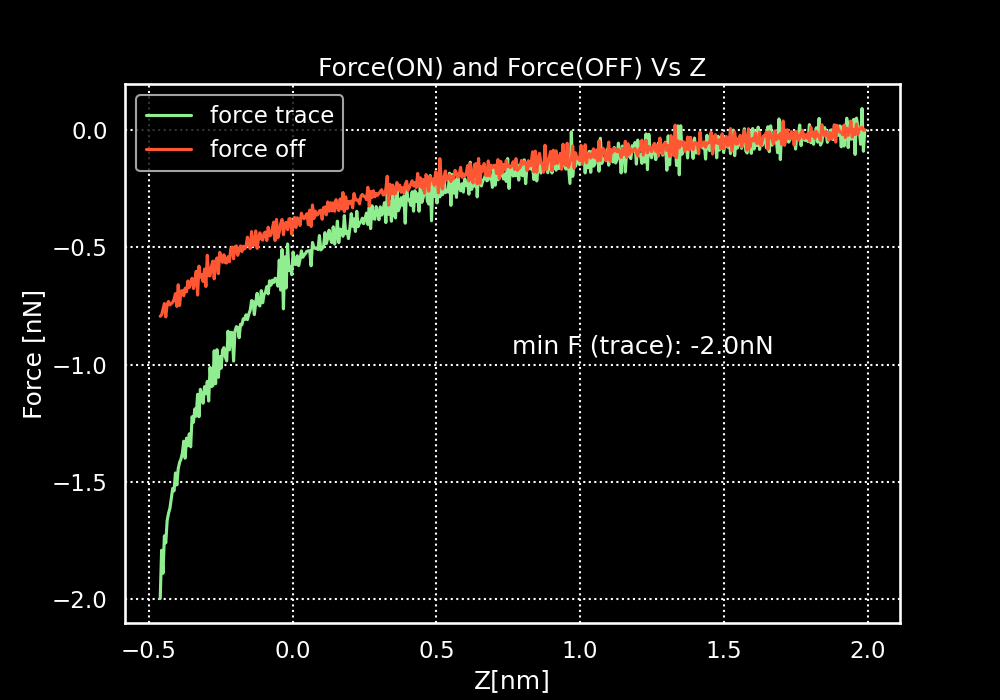 Force(ON) and Force(OFF) Vs Z
force trace
force off
0.0
−0.5
−1.0
−1.5
−2.0
Force [nN]
min F (trace): -2.0nN
−0.5 0.0 0.5 1.0 1.5 2.0
Z[nm]